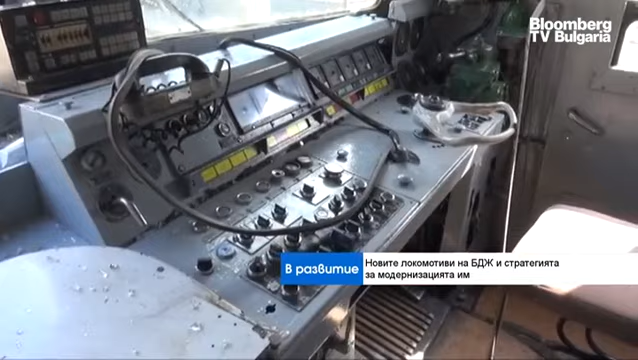 Bloomberg
TV Bulgaria
В развитие
Новите локомотиви на БДЖ и стратегията
за модернизацията им